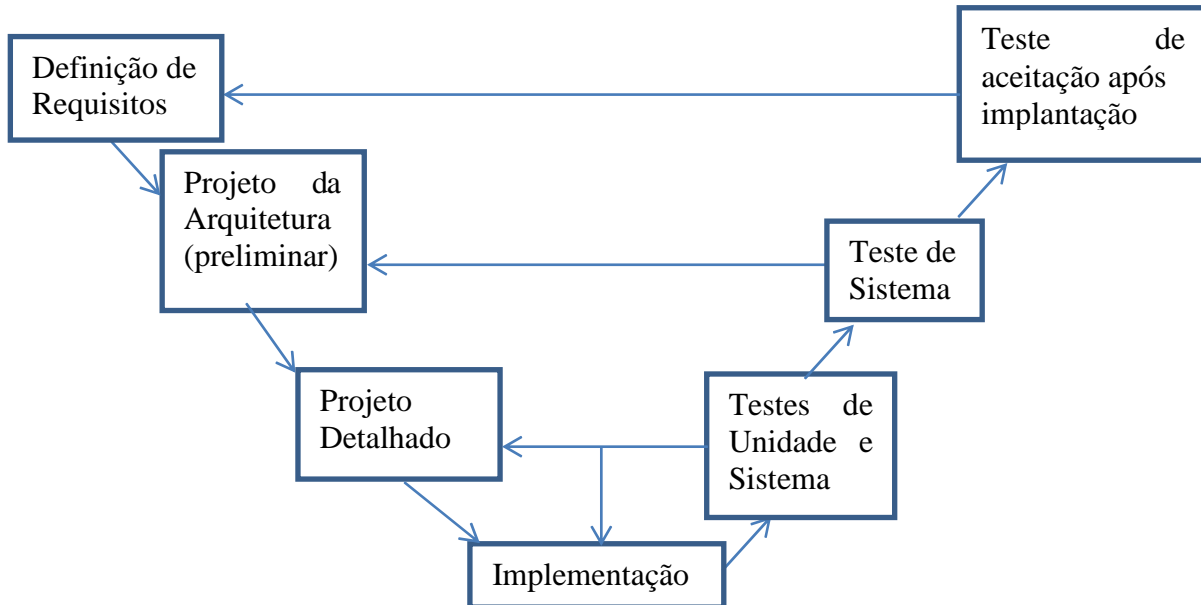 Definição de
Requisitos
Teste de
aceitação após
implantação
Projeto da
Arquitetura
(preliminar)
Teste de
Sistema
Projeto
Detalhado
Testes de
Unidade e
Sistema
Implementação